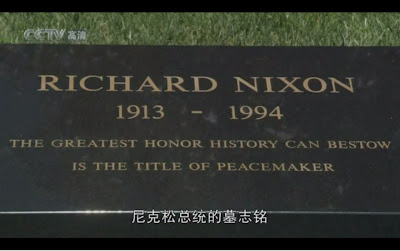 CCTV 高清
RICHARD NIXON
1913 - 1994
THE GREATEST HONOR HISTORY CAN BESTOW
IS THE TITLE OF PEACEMAKER
尼克松总统的墓志铭